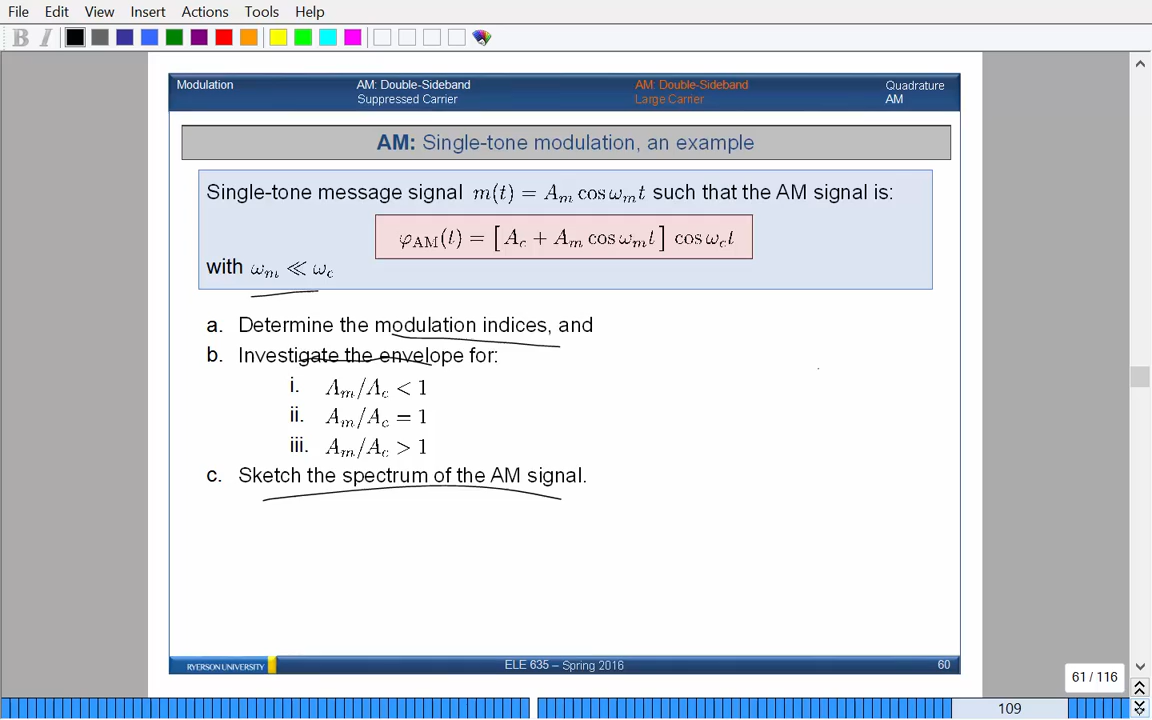 File Edit View Insert Actions Tools Help
B I
Modulation AM: Double-Sideband Suppressed Carrier AM: Double-Sideband Large Carrier Quadrature AM
AM: Single-tone modulation, an example
Single-tone message signal m(t) = A_m cos ω_m t such that the AM signal is:
φ_AM(t) = [ A_c + A_m cos ω_m t ] cos ω_c t
with ω_m ≪ ω_c
a. Determine the modulation indices, and
b. Investigate the envelope for:
i. A_m/A_c < 1
ii. A_m/A_c = 1
iii. A_m/A_c > 1
c. Sketch the spectrum of the AM signal.
RYERSON UNIVERSITY ELE 635 – Spring 2016 60
61 / 116
109